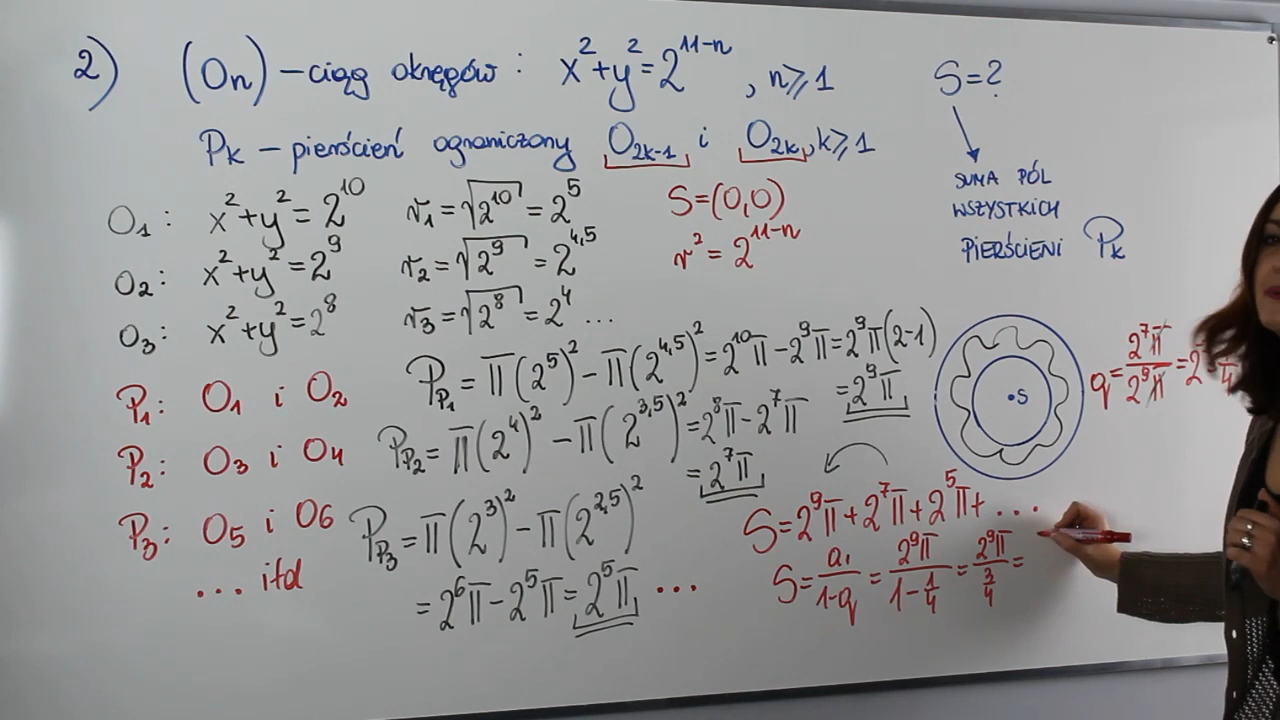 2) (On) – ciąg okręgów : x²+y²=2^(11-n) , n≥1
Pk – pierścień ograniczony O2k-1 i O2k, k≥1
S=?
SUMA PÓL
WSZYSTKICH
PIERŚCIENI Pk
O1: x²+y²=2^10 r1=√(2^10)=2^5
O2: x²+y²=2^9 r2=√(2^9)=2^4,5
O3: x²+y²=2^8 r3=√(2^8)=2^4 ...
S=(0,0)
r²=2^(11-n)
P1: O1 i O2
P2: O3 i O4
P3: O5 i O6
... itd
P_P1=π(2^5)²-π(2^4,5)²=2^10π-2^9π=2^9π(2-1)
=2^9π
P_P2=π(2^4)²-π(2^3,5)²=2^8π-2^7π
=2^7π
P_P3=π(2^3)²-π(2^2,5)²
=2^6π-2^5π=2^5π ...
S
q=2^7π/2^9π=2
S=2^9π+2^7π+2^5π+...
S=a1/(1-q)=2^9π/(1-1/4)=2^9π/(3/4)=